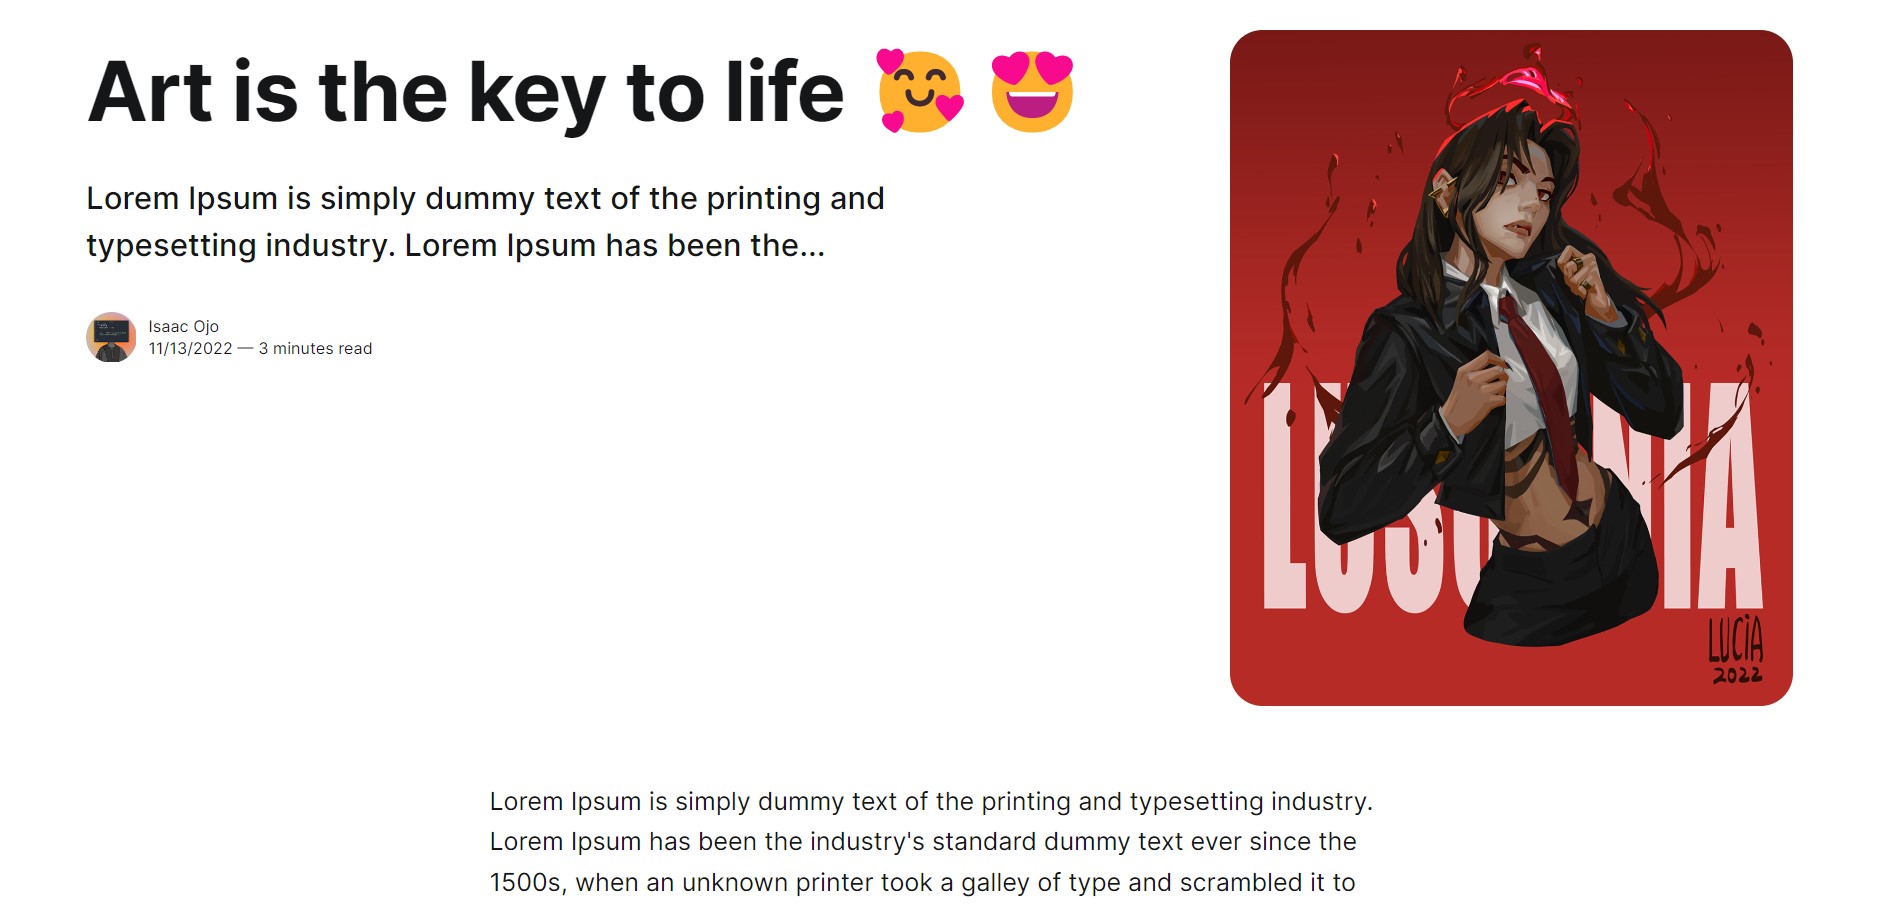 Art is the key to life 🥰 😍
Lorem Ipsum is simply dummy text of the printing and
typesetting industry. Lorem Ipsum has been the...
Isaac Ojo
11/13/2022 — 3 minutes read
LUCIA
2022
Lorem Ipsum is simply dummy text of the printing and typesetting industry.
Lorem Ipsum has been the industry's standard dummy text ever since the
1500s, when an unknown printer took a galley of type and scrambled it to